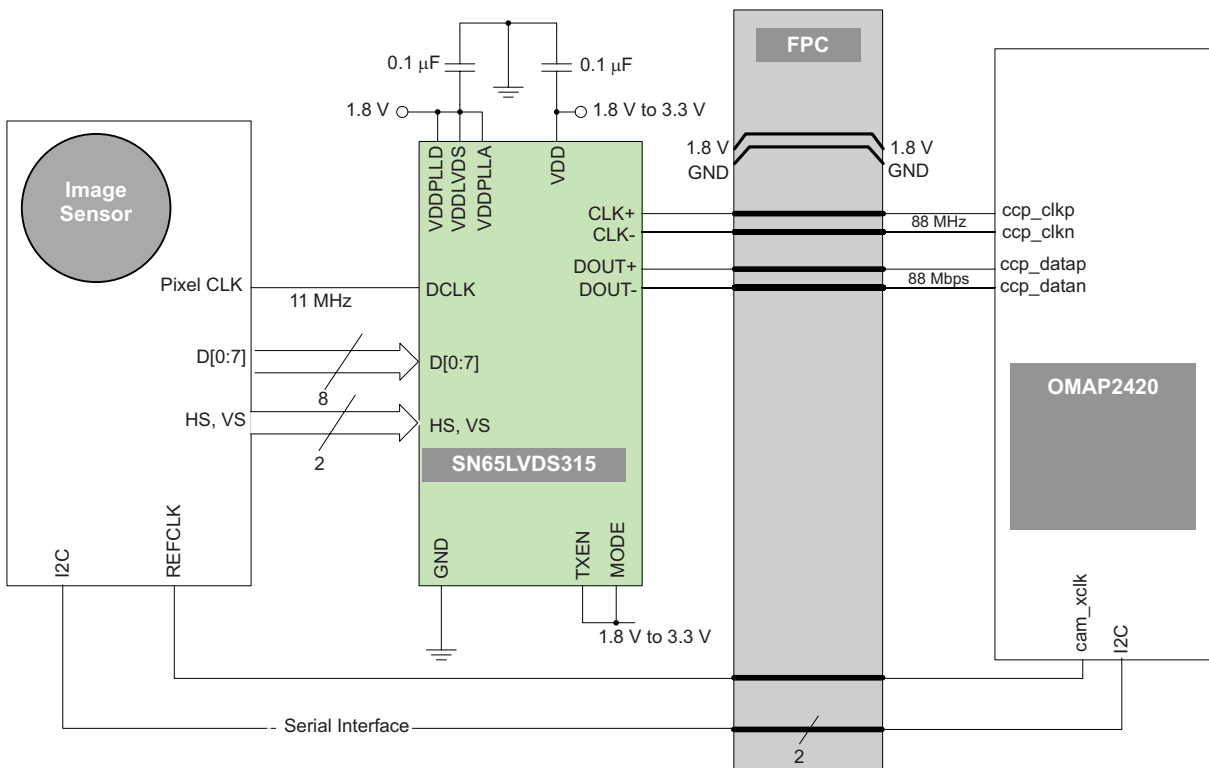 FPC
0.1 μF
0.1 μF
1.8 V
1.8 V to 3.3 V
1.8 V
GND
1.8 V
GND
Image
Sensor
VDDPLLD
VDDLVDS
VDDPLLA
VDD
CLK+
CLK-
88 MHz
ccp_clkp
ccp_clkn
DOUT+
DOUT-
88 Mbps
ccp_datap
ccp_datan
Pixel CLK
11 MHz
DCLK
D[0:7]
8
D[0:7]
HS, VS
2
HS, VS
SN65LVDS315
OMAP2420
I2C
REFCLK
GND
TXEN
MODE
1.8 V to 3.3 V
cam_xclk
I2C
Serial Interface
2